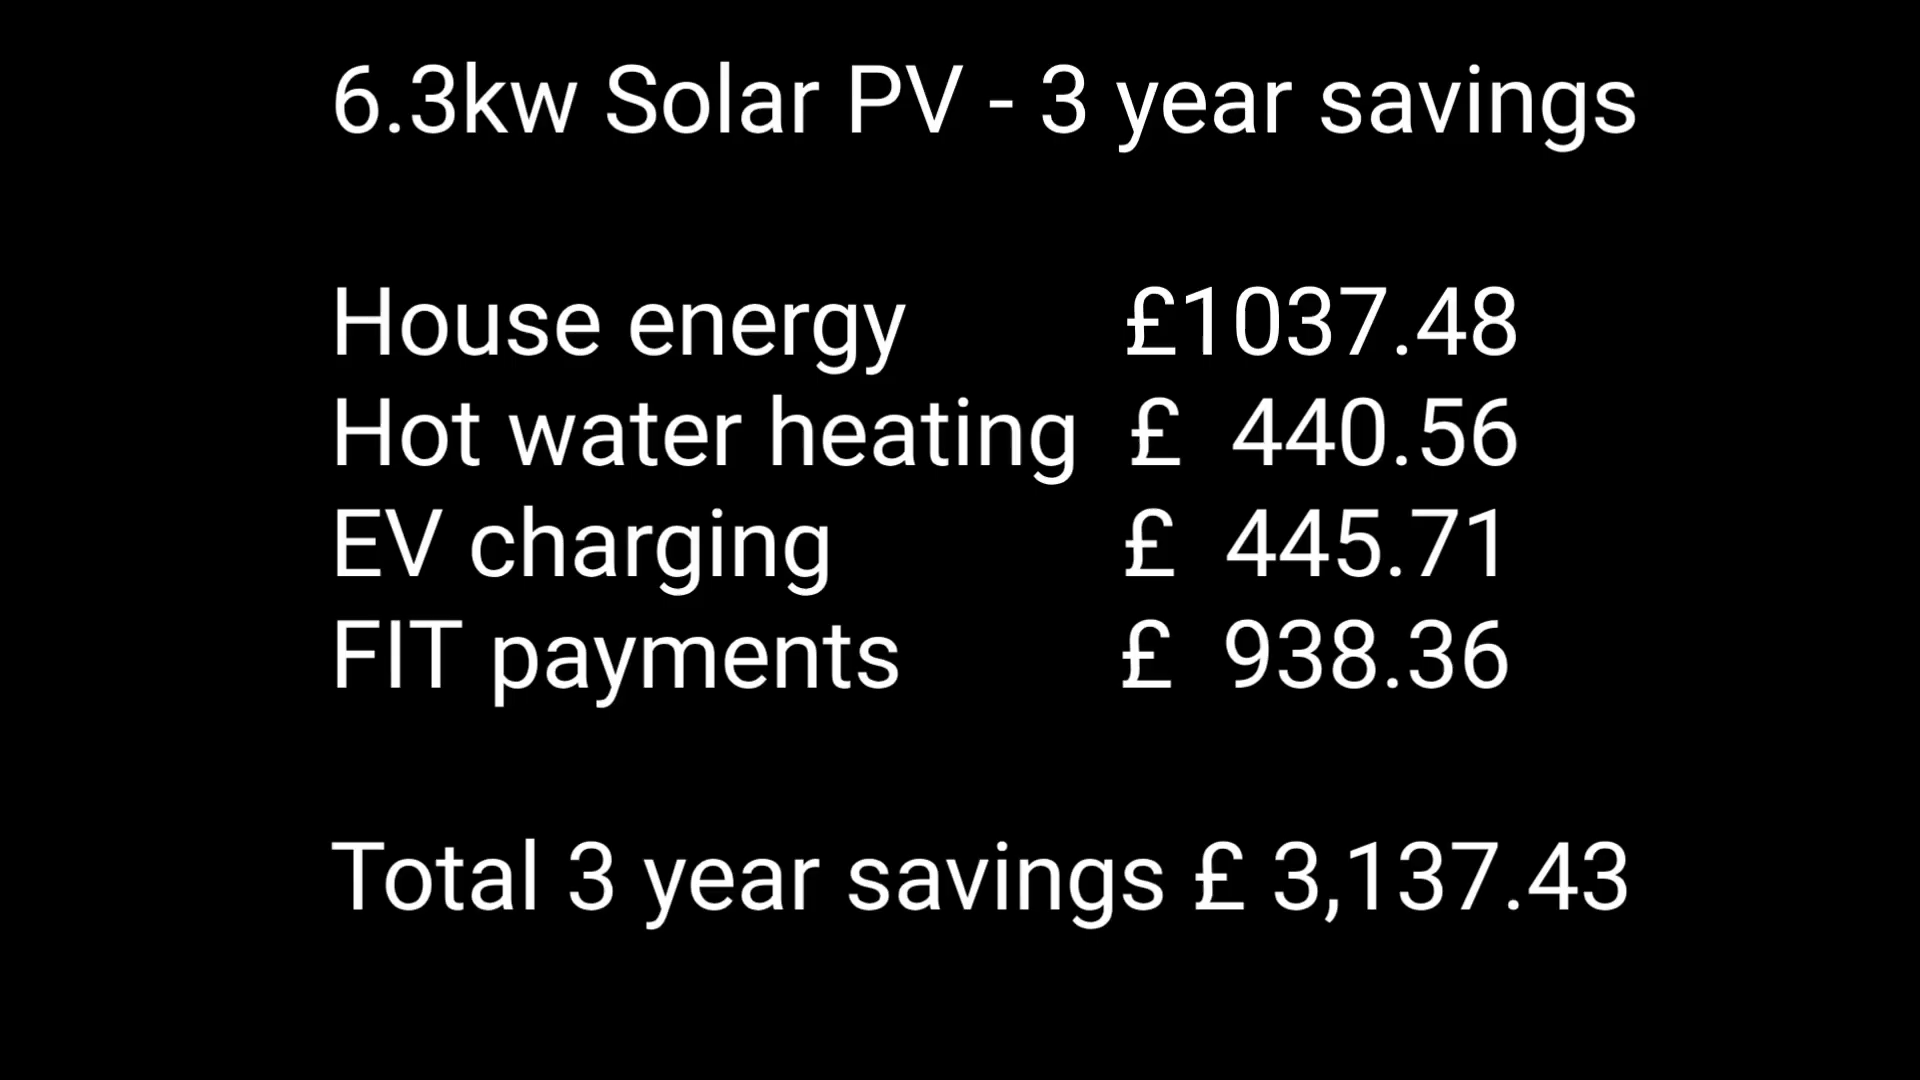 6.3kw Solar PV - 3 year savings
House energy £1037.48
Hot water heating £ 440.56
EV charging £ 445.71
FIT payments £ 938.36
Total 3 year savings £ 3,137.43